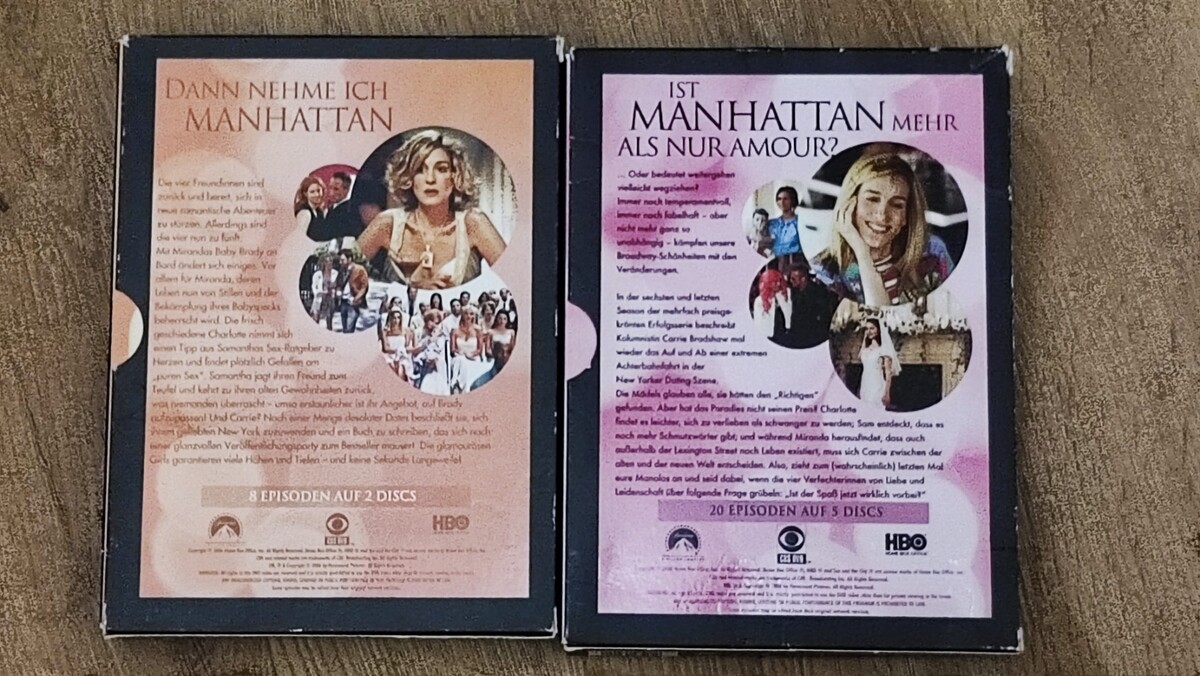 DANN NEHME ICH
MANHATTAN
Die vier Freundinnen sind
zurück und bereit, sich in
neue romantische Abenteuer
zu stürzen. Allerdings sind
die vier nun zu fünft.
Mit Mirandas Baby Brady an
Bord ändert sich einiges. Vor
allem für Miranda, deren
Leben nun von Stillen und der
Bekämpfung ihres Babyspecks
beherrscht wird. Die frisch
geschiedene Charlotte nimmt sich
einen Tipp aus Samanthas Sex-Ratgeber zu
Herzen und findet plötzlich Gefallen am
„puren Sex“. Samantha jagt ihren Freund zum
Teufel und kehrt zu ihren alten Gewohnheiten zurück,
was niemanden überrascht – umso erstaunlicher ist ihr Angebot, auf Brady
aufzupassen! Und Carrie? Nach einer Menge desolater Dates beschließt sie, sich
ihrem geliebten New York zuzuwenden und ein Buch zu schreiben, das sich nach
einer glanzvollen Veröffentlichungsparty zum Bestseller mausert. Die glamourösen
Girls garantieren viele Höhen und Tiefen – und keine Sekunde Langeweile!
8 EPISODEN AUF 2 DISCS
Paramount
CBS DVD
HBO
IST
MANHATTAN MEHR
ALS NUR AMOUR?
... Oder bedeutet weitergehen
vielleicht wegziehen?
Immer noch temperamentvoll,
immer noch fabelhaft – aber
nicht mehr ganz so
unabhängig – kämpfen unsere
Broadway-Schönheiten mit den
Veränderungen.
In der sechsten und letzten
Season der mehrfach preisge-
krönten Erfolgsserie beschreibt
Kolumnistin Carrie Bradshaw mal
wieder das Auf und Ab einer extremen
Achterbahnfahrt in der
New Yorker Dating-Szene.
Die Mädels glauben alle, sie hätten den „Richtigen“
gefunden. Aber hat das Paradies nicht seinen Preis? Charlotte
findet es leichter, sich zu verlieben als schwanger zu werden; Sam entdeckt, dass es
noch mehr Schmutzwörter gibt; und während Miranda herausfindet, dass auch
außerhalb der Lexington Street noch Leben existiert, muss sich Carrie zwischen der
alten und der neuen Welt entscheiden. Also, zieht zum (wahrscheinlich) letzten Mal
eure Manolos an und seid dabei, wenn die vier Verfechterinnen von Liebe und
Leidenschaft über folgende Frage grübeln: „Ist der Spaß jetzt wirklich vorbei?“
20 EPISODEN AUF 5 DISCS
Paramount
CBS DVD
HBO